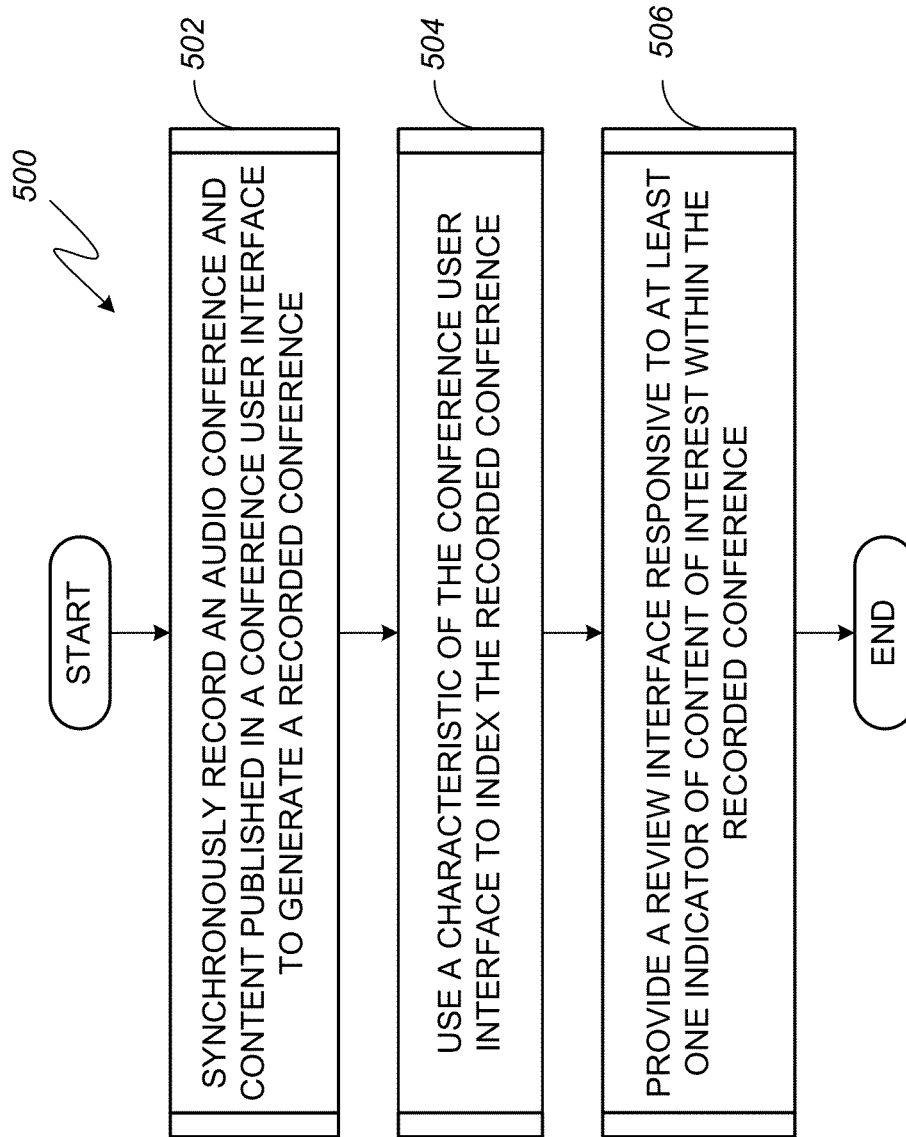 500
START
SYNCHRONOUSLY RECORD AN AUDIO CONFERENCE AND
CONTENT PUBLISHED IN A CONFERENCE USER INTERFACE
TO GENERATE A RECORDED CONFERENCE
502
USE A CHARACTERISTIC OF THE CONFERENCE USER
INTERFACE TO INDEX THE RECORDED CONFERENCE
504
PROVIDE A REVIEW INTERFACE RESPONSIVE TO AT LEAST
ONE INDICATOR OF CONTENT OF INTEREST WITHIN THE
RECORDED CONFERENCE
506
END